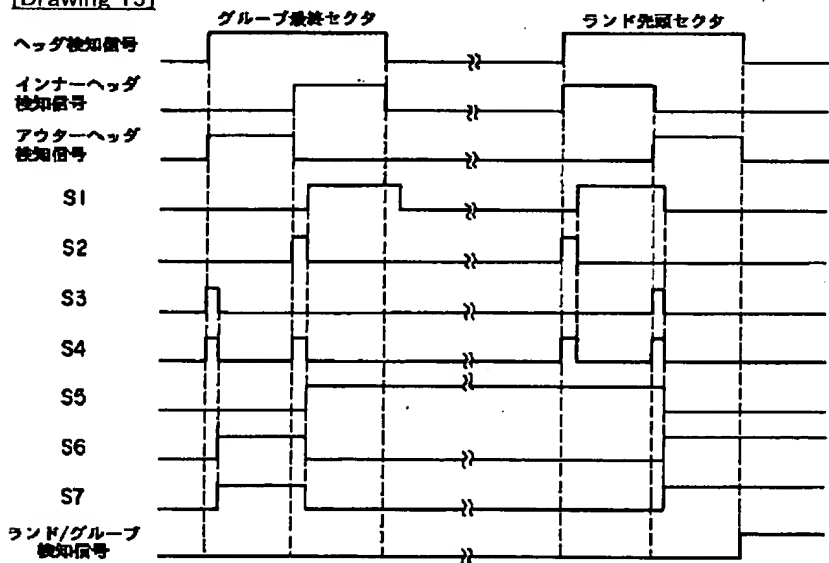 [Drawing 15]
グループ最終セクタ
ランド先頭セクタ
ヘッダ検知信号
インナーヘッダ
検知信号
アウターヘッダ
検知信号
S1
S2
S3
S4
S5
S6
S7
ランド/グループ
検知信号